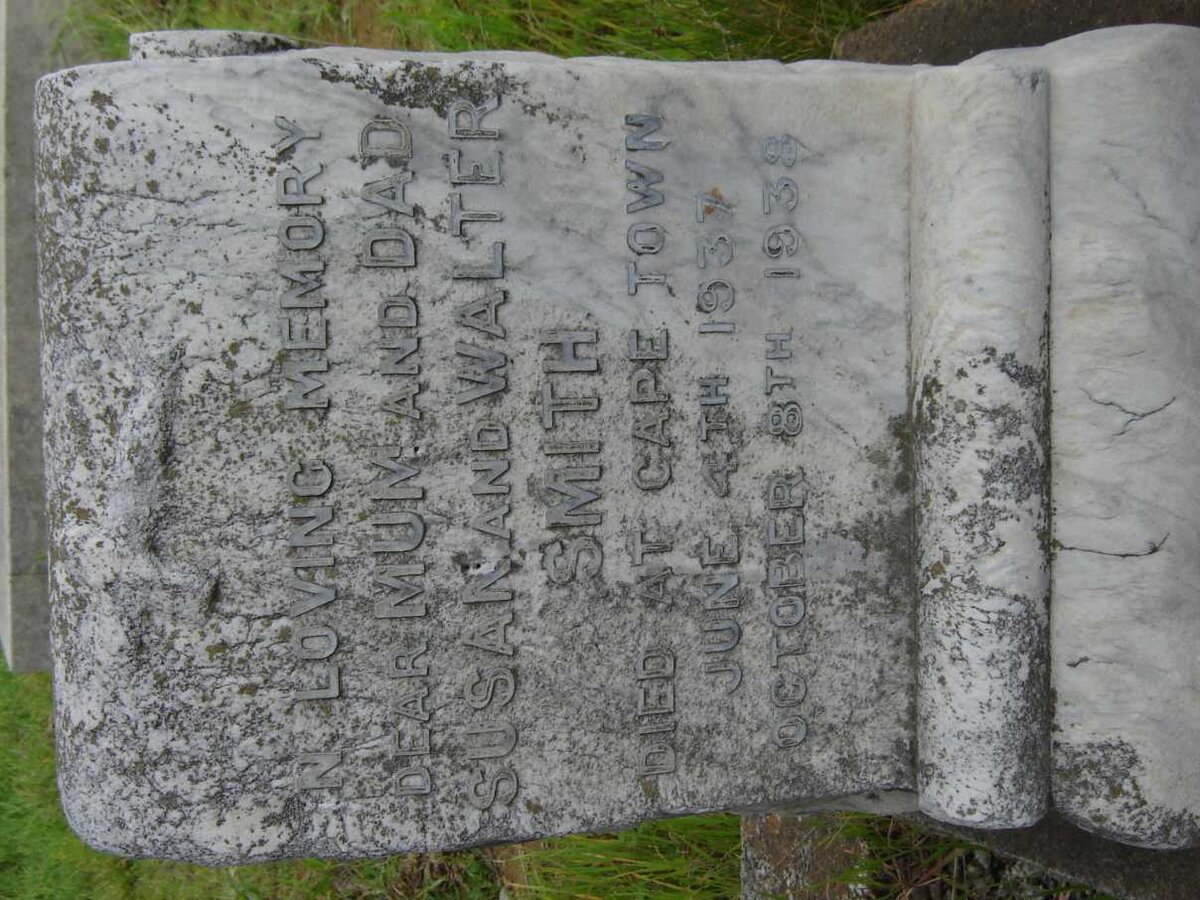 IN LOVING MEMORY
DEAR MUM AND DAD
SUSAN AND WALTER
SMITH
DIED AT CAPE TOWN
JUNE 4TH 1937
OCTOBER 8TH 1938